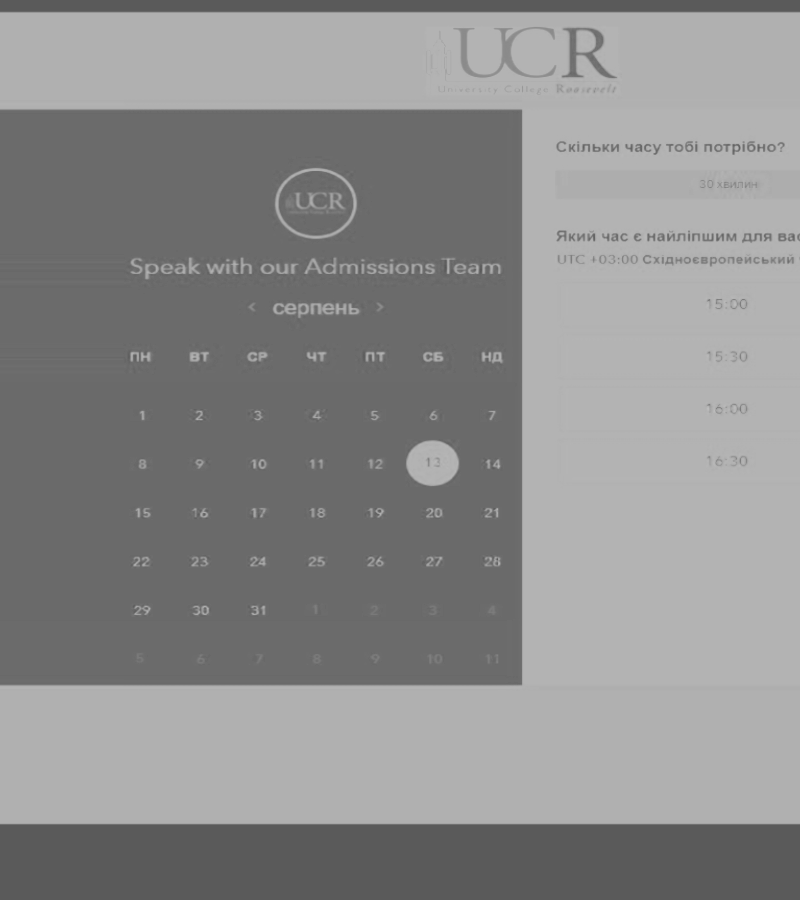 UCR
University College Roosevelt
UCR
Speak with our Admissions Team
< серпень >
ПН ВТ СР ЧТ ПТ СБ НД
1 2 3 4 5 6 7
8 9 10 11 12 13 14
15 16 17 18 19 20 21
22 23 24 25 26 27 28
29 30 31 1 2 3 4
5 6 7 8 9 10 11
Скільки часу тобі потрібно?
30 хвилин
Який час є найліпшим для вас
UTC +03:00 Східноєвропейський
15:00
15:30
16:00
16:30